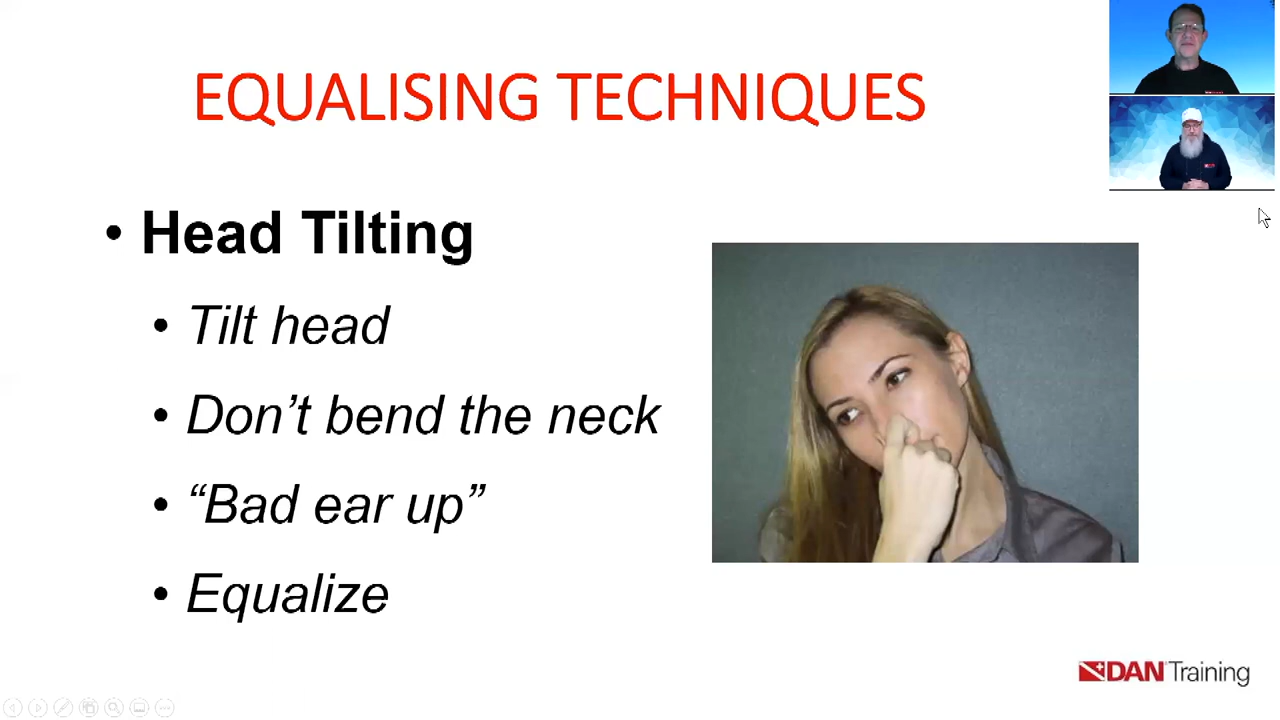 EQUALISING TECHNIQUES
• Head Tilting
• Tilt head
• Don’t bend the neck
• “Bad ear up”
• Equalize
DAN Training